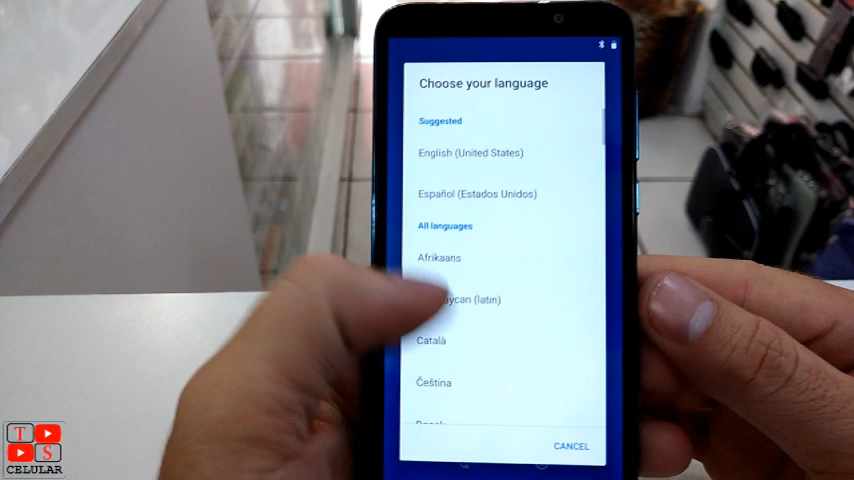 Choose your language
Suggested
English (United States)
Español (Estados Unidos)
All languages
Afrikaans
(latın)
Català
Čeština
CANCEL
T
S
CELULAR